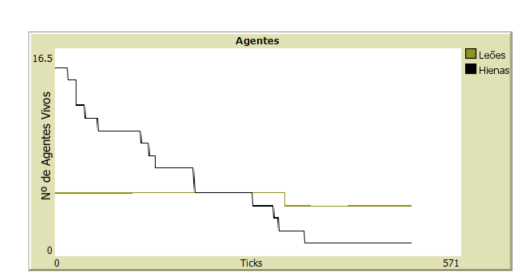 Agentes
16.5
Nº de Agentes Vivos
0
0
Ticks
571
Leões
Hienas